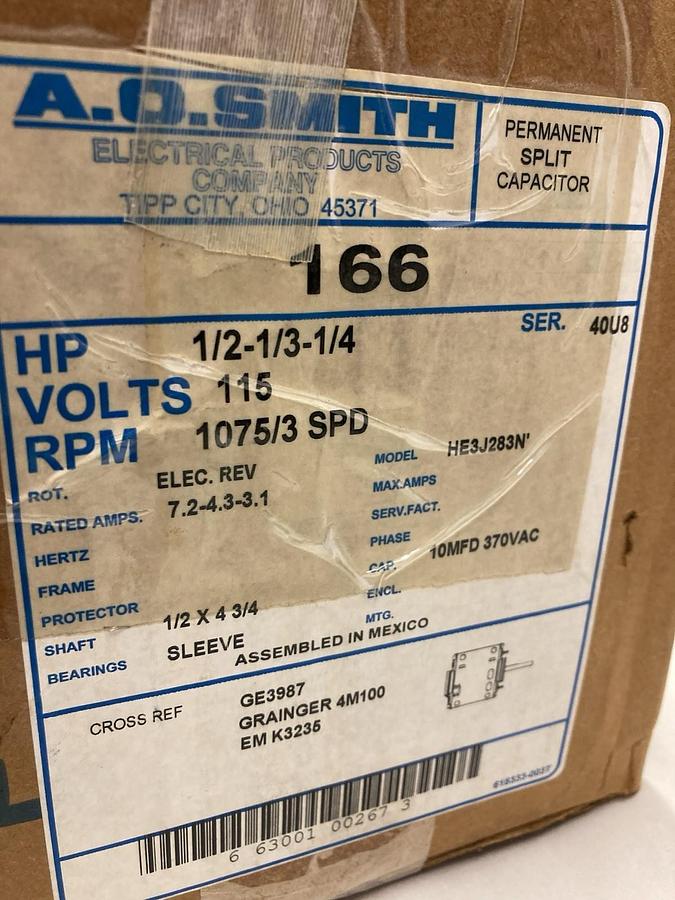 A.O.SMITH
ELECTRICAL PRODUCTS
COMPANY
TIPP CITY, OHIO 45371
PERMANENT
SPLIT
CAPACITOR
166
SER. 40U8
HP 1/2-1/3-1/4
VOLTS 115
RPM 1075/3 SPD
ROT. ELEC. REV
RATED AMPS. 7.2-4.3-3.1
HERTZ
FRAME
PROTECTOR
SHAFT 1/2 X 4 3/4
BEARINGS SLEEVE
MODEL HE3J283N
MAX.AMPS
SERV.FACT.
PHASE
CAP. 10MFD 370VAC
ENCL.
MTG.
ASSEMBLED IN MEXICO
CROSS REF
GE3987
GRAINGER 4M100
EM K3235
6 63001 00267 3